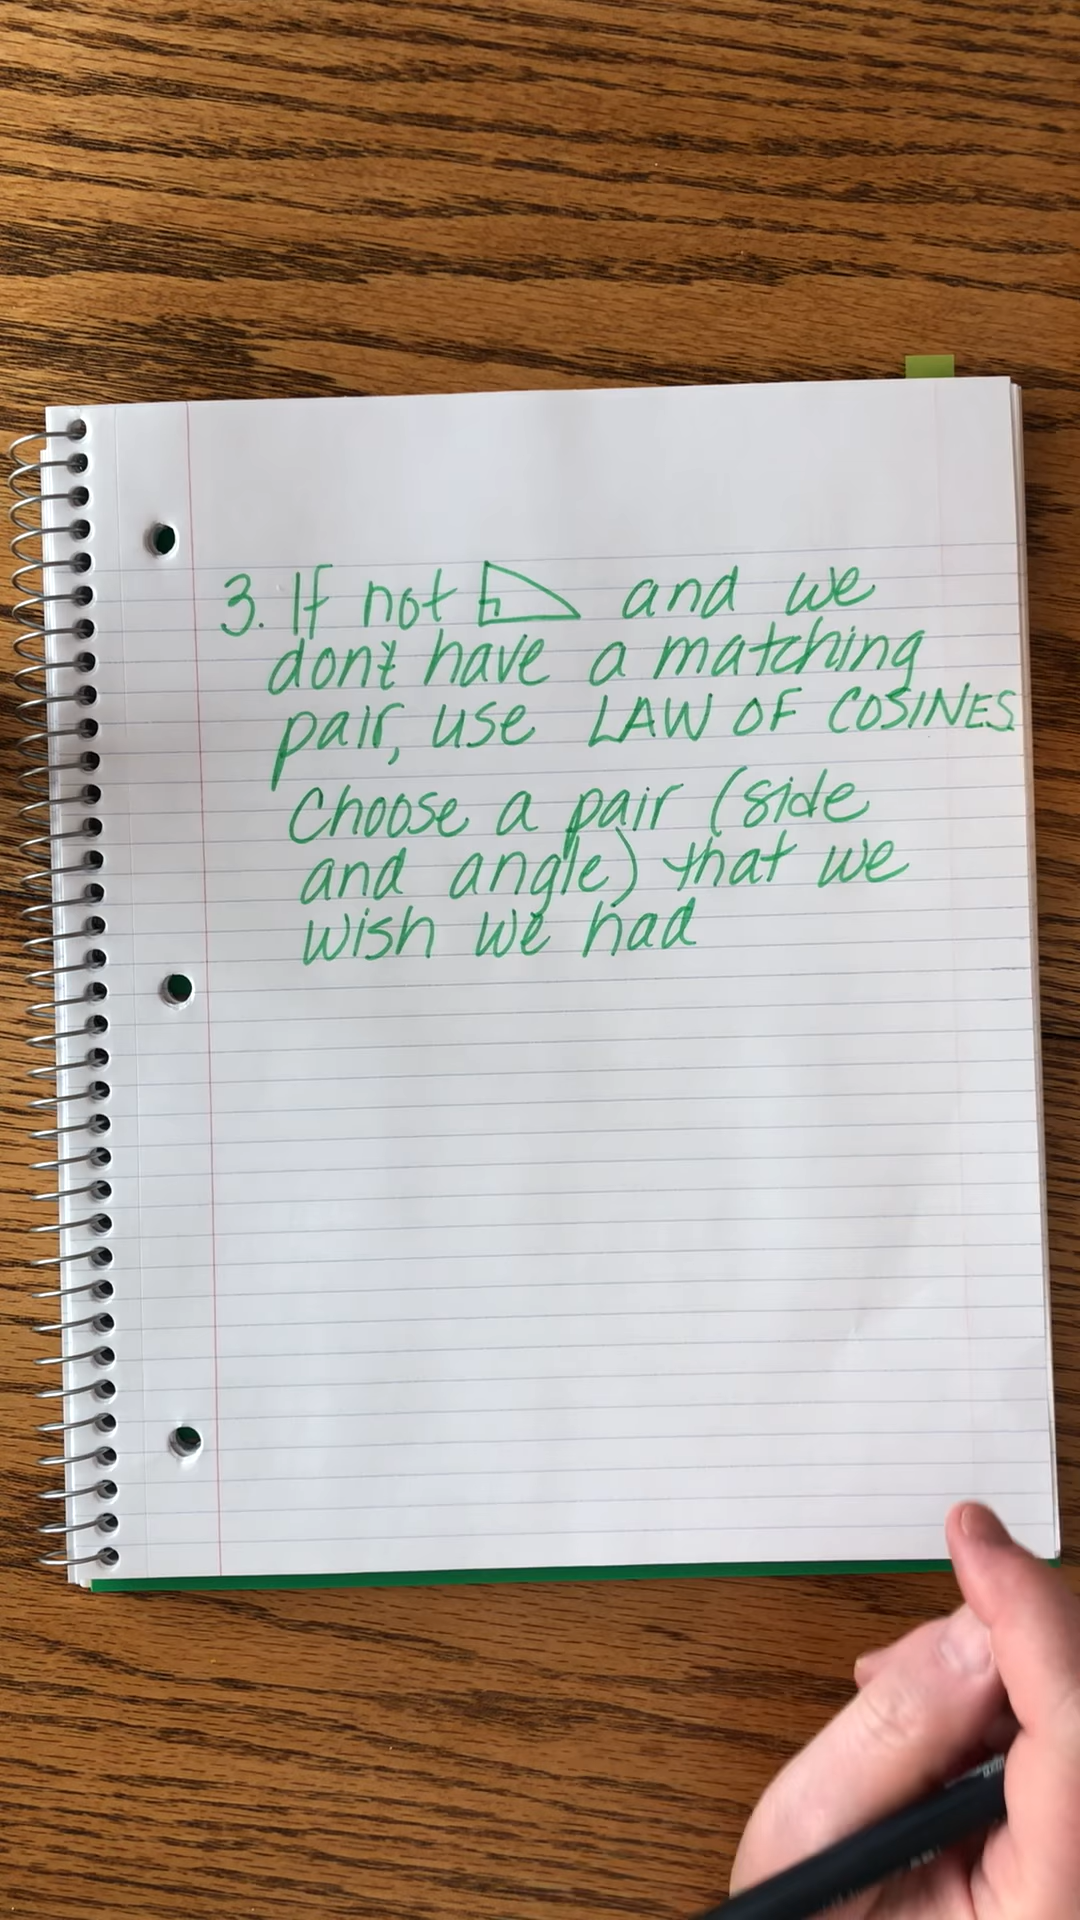 3. If not and we
don't have a matching
pair, use LAW OF COSINES
Choose a pair (side
and angle) that we
wish we had